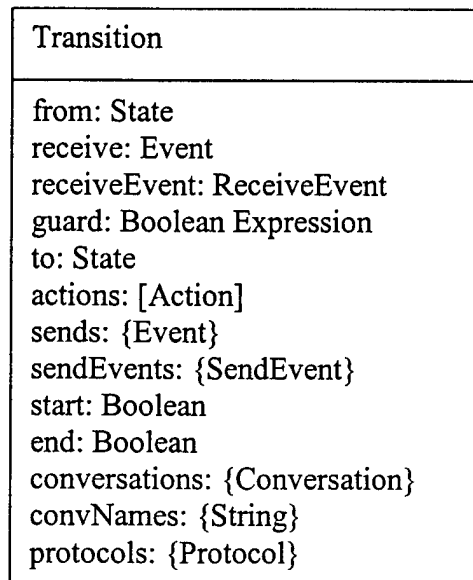 Transition
from: State
receive: Event
receiveEvent: ReceiveEvent
guard: Boolean Expression
to: State
actions: [Action]
sends: {Event}
sendEvents: {SendEvent}
start: Boolean
end: Boolean
conversations: {Conversation}
convNames: {String}
protocols: {Protocol}